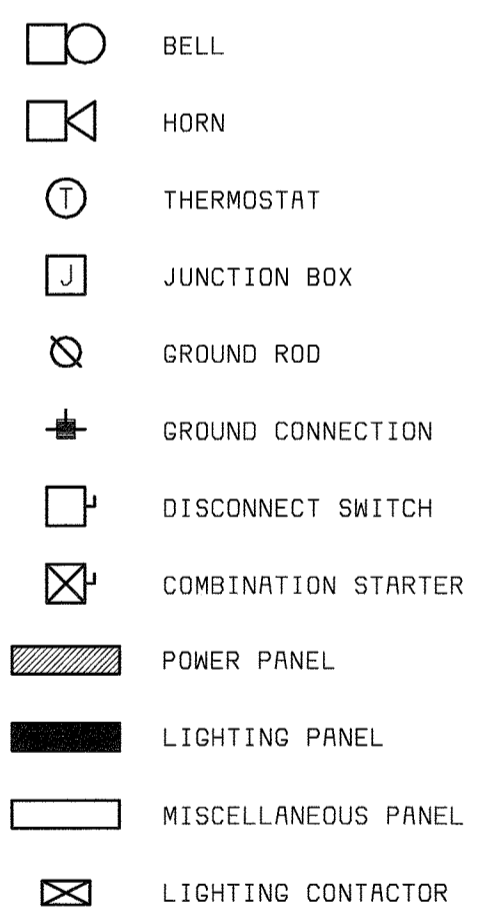 BELL
HORN
T THERMOSTAT
J JUNCTION BOX
GROUND ROD
GROUND CONNECTION
DISCONNECT SWITCH
COMBINATION STARTER
POWER PANEL
LIGHTING PANEL
MISCELLANEOUS PANEL
LIGHTING CONTACTOR